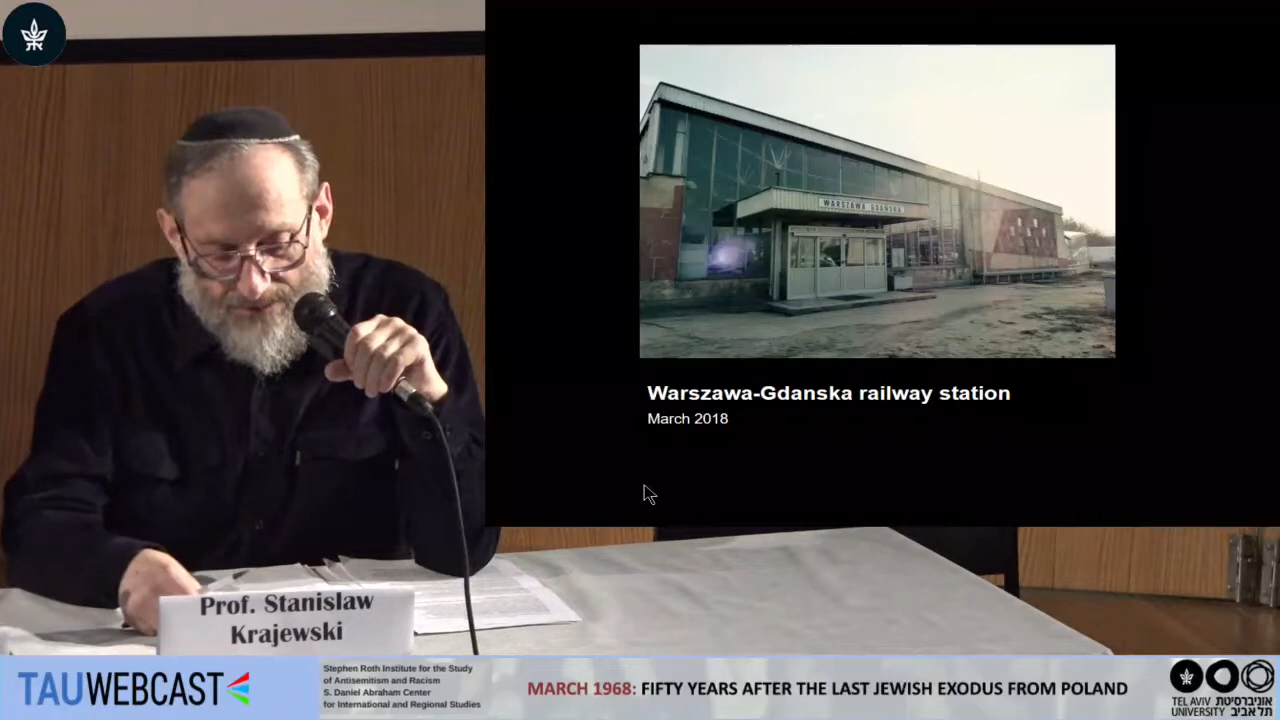 WARSZAWA GDAŃSKA
Warszawa-Gdanska railway station
March 2018
Prof. Stanislaw
Krajewski
TAUWEBCAST
Stephen Roth Institute for the Study
of Antisemitism and Racism
S. Daniel Abraham Center
for International and Regional Studies
MARCH 1968: FIFTY YEARS AFTER THE LAST JEWISH EXODUS FROM POLAND
TEL AVIV אוניברסיטת
UNIVERSITY תל אביב